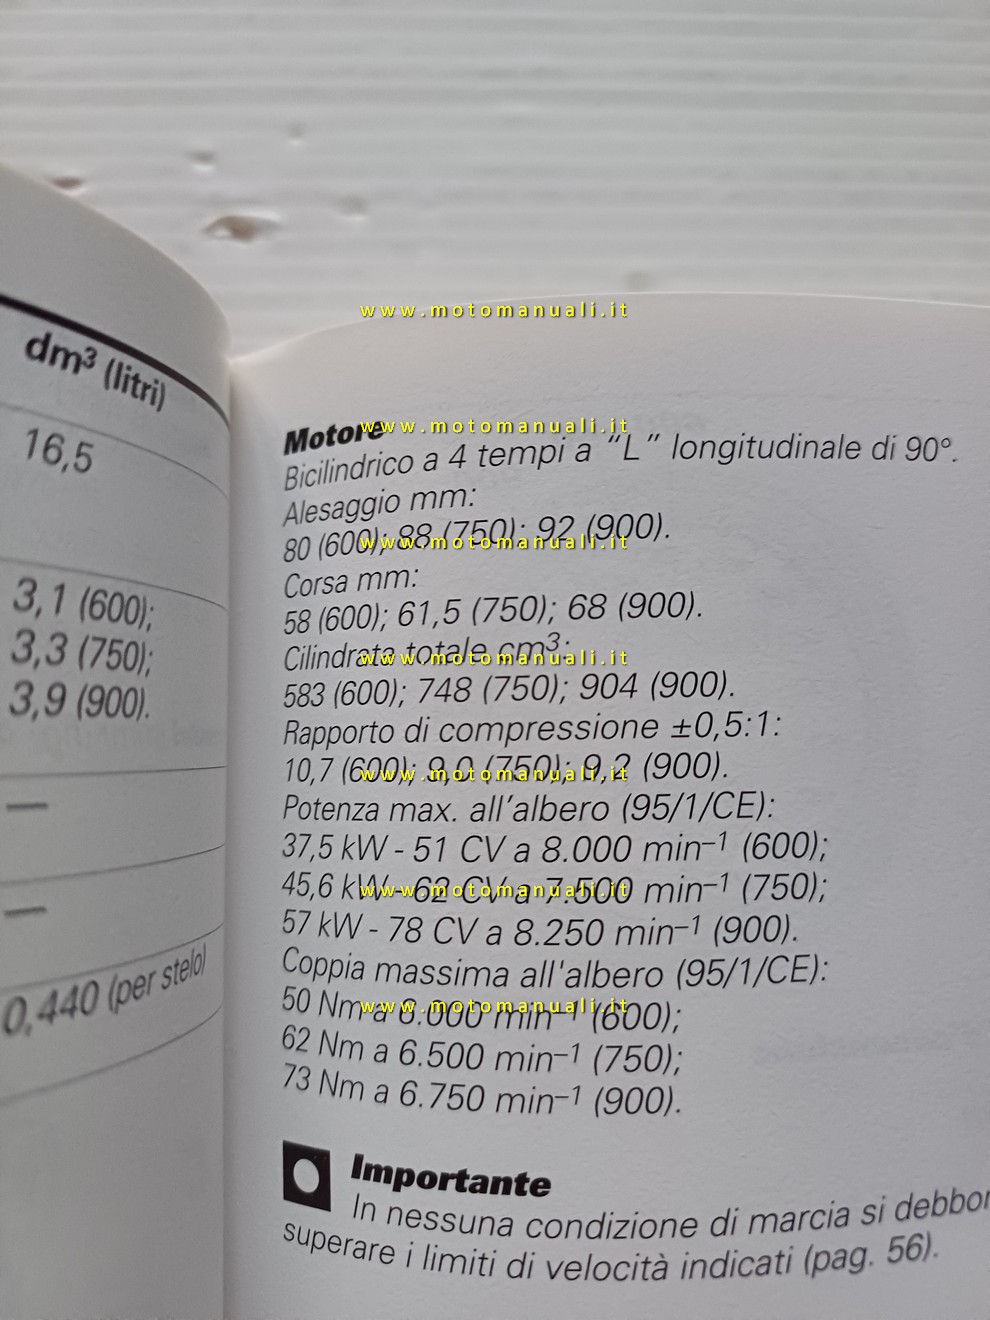 dm³ (litri)
16,5
3,1 (600);
3,3 (750);
3,9 (900).
—
—
0,440 (per stelo)
www.motomanuali.it
Motore
www.motomanuali.it
Bicilindrico a 4 tempi a “L” longitudinale di 90°.
Alesaggio mm:
80 (600); 88 (750); 92 (900).
www.motomanuali.it
Corsa mm:
58 (600); 61,5 (750); 68 (900).
Cilindrata totale cm³:
www.motomanuali.it
583 (600); 748 (750); 904 (900).
Rapporto di compressione ±0,5:1:
10,7 (600); 9,0 (750); 9,2 (900).
www.motomanuali.it
Potenza max. all’albero (95/1/CE):
37,5 kW - 51 CV a 8.000 min–1 (600);
45,6 kW - 62 CV a 7.500 min–1 (750);
www.motomanuali.it
57 kW - 78 CV a 8.250 min–1 (900).
Coppia massima all'albero (95/1/CE):
50 Nm a 6.000 min–1 (600);
www.motomanuali.it
62 Nm a 6.500 min–1 (750);
73 Nm a 6.750 min–1 (900).
Importante
In nessuna condizione di marcia si debbon
superare i limiti di velocità indicati (pag. 56).